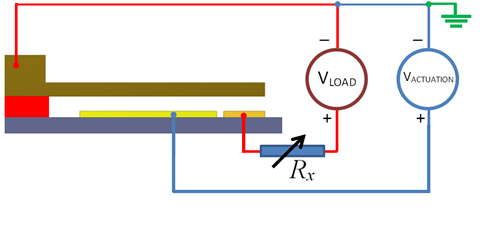 − −
V_LOAD V_ACTUATION
+ +
R_x